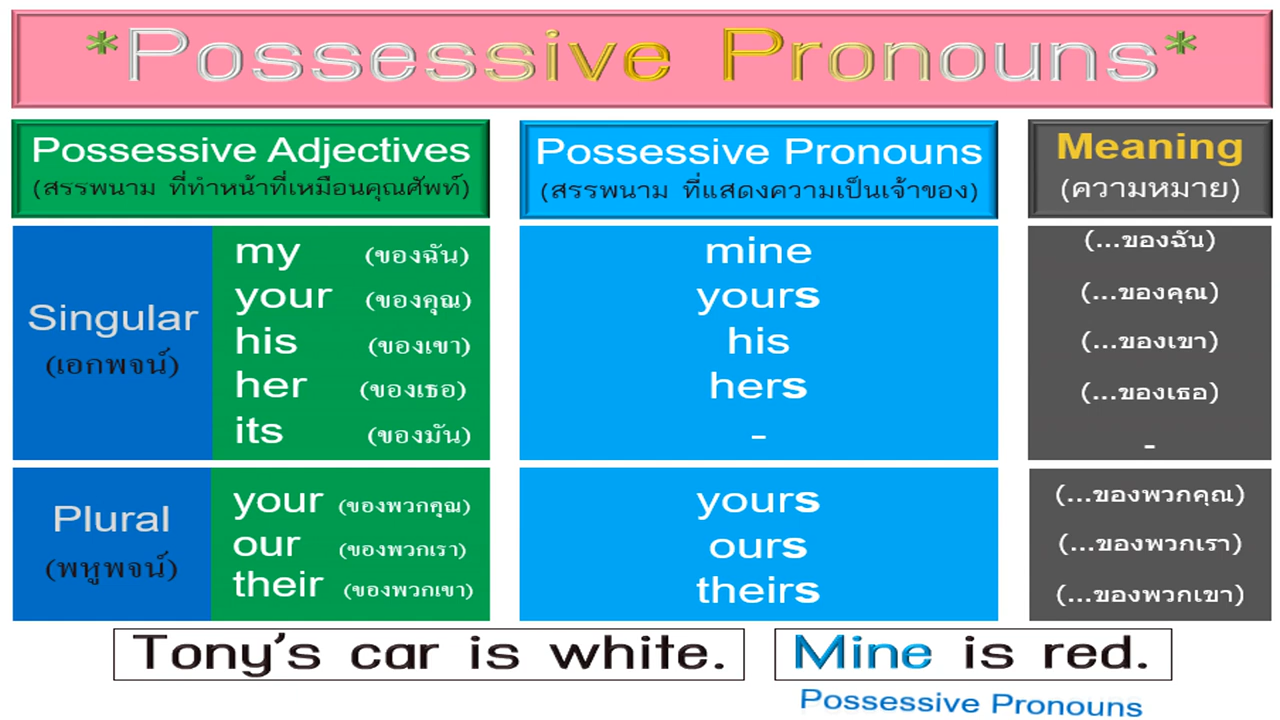 *Possessive Pronouns*
Possessive Adjectives
(สรรพนาม ที่ทำหน้าที่เหมือนคุณศัพท์)
Possessive Pronouns
(สรรพนาม ที่แสดงความเป็นเจ้าของ)
Meaning
(ความหมาย)
Singular
(เอกพจน์)
my (ของฉัน) mine (...ของฉัน)
your (ของคุณ) yours (...ของคุณ)
his (ของเขา) his (...ของเขา)
her (ของเธอ) hers (...ของเธอ)
its (ของมัน) - -
Plural
(พหูพจน์)
your (ของพวกคุณ) yours (...ของพวกคุณ)
our (ของพวกเรา) ours (...ของพวกเรา)
their (ของพวกเขา) theirs (...ของพวกเขา)
Tony's car is white. Mine is red.
Possessive Pronouns